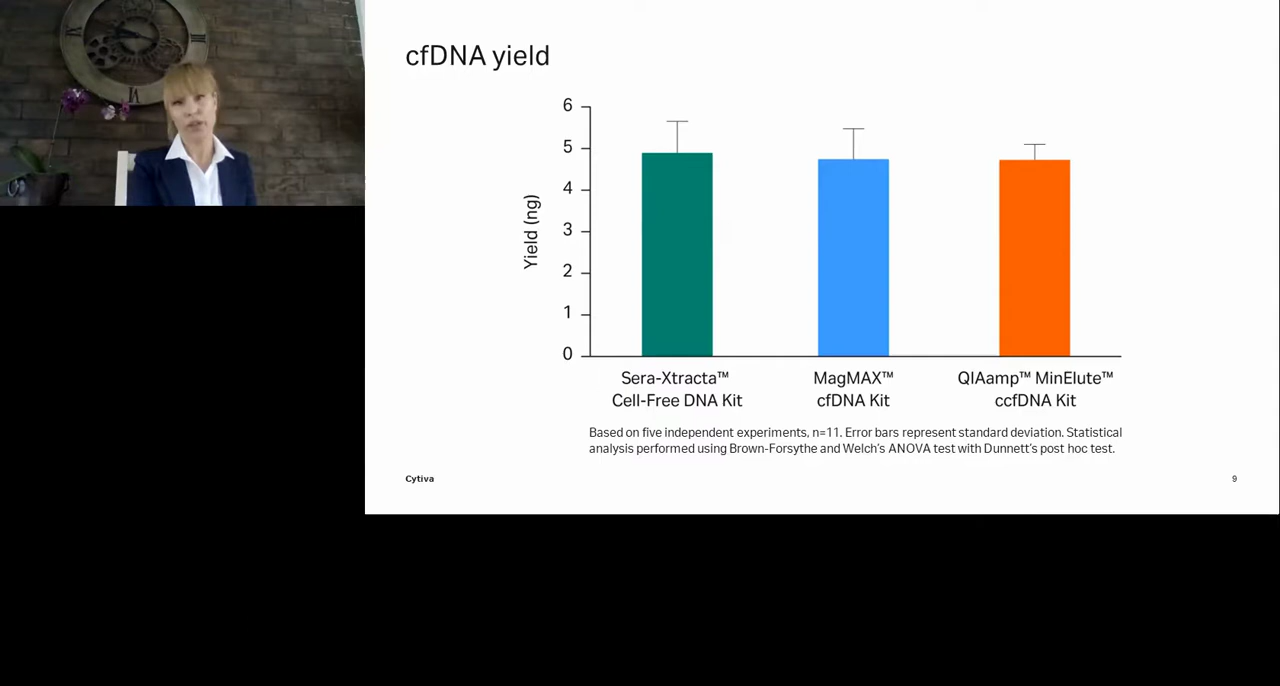 cfDNA yield
6
5
4
3
2
1
0
Yield (ng)
Sera-Xtracta™
Cell-Free DNA Kit
MagMAX™
cfDNA Kit
QIAamp™ MinElute™
ccfDNA Kit
Based on five independent experiments, n=11. Error bars represent standard deviation. Statistical
analysis performed using Brown-Forsythe and Welch’s ANOVA test with Dunnett’s post hoc test.
Cytiva
9